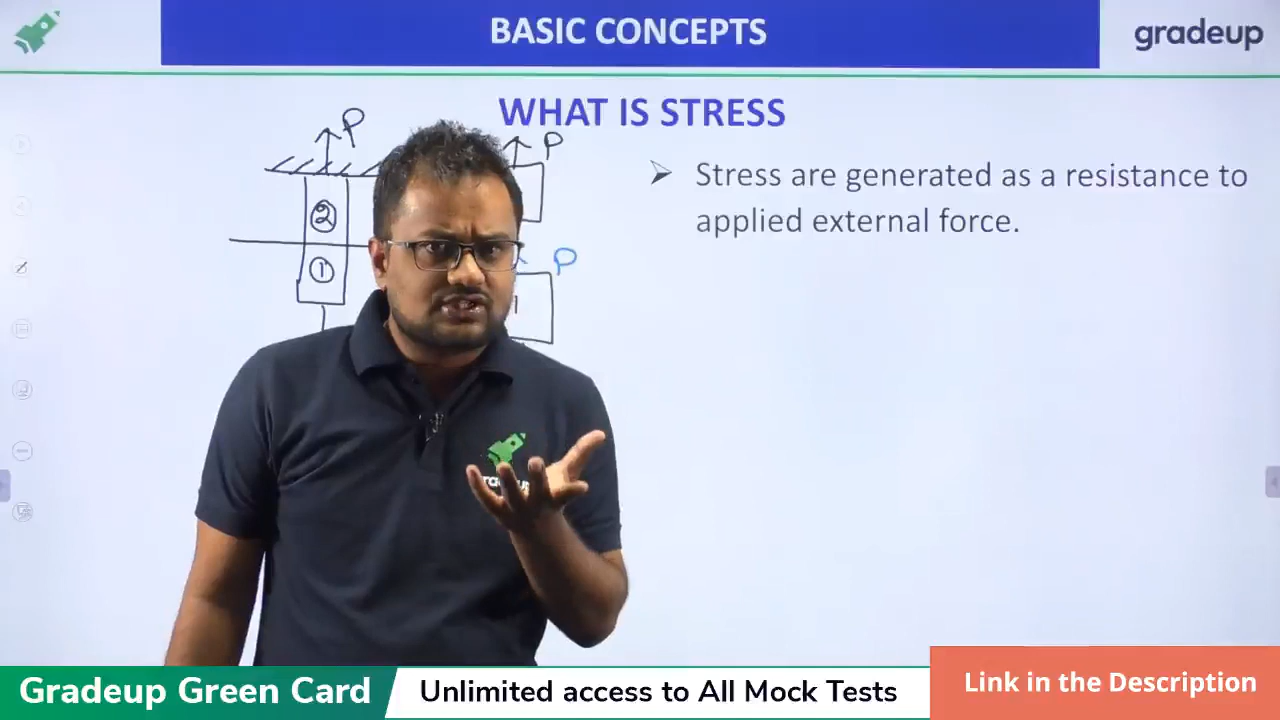 BASIC CONCEPTS
gradeup
WHAT IS STRESS
P
P
➢ Stress are generated as a resistance to
applied external force.
2
P
1
Gradeup Green Card
Unlimited access to All Mock Tests
Link in the Description